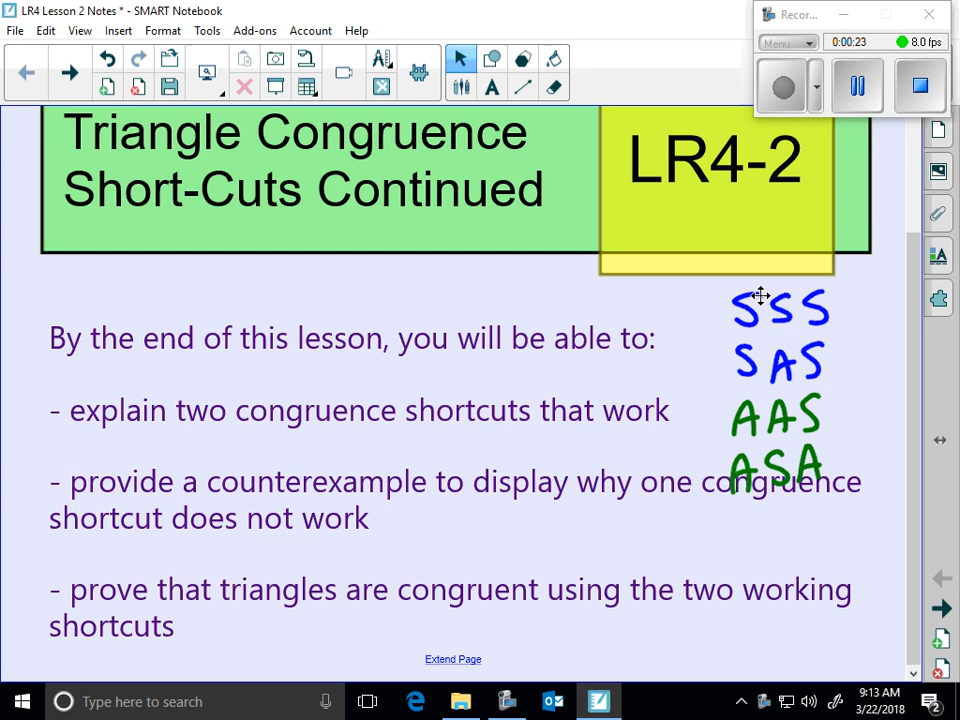 LR4 Lesson 2 Notes * - SMART Notebook
Recor...
File Edit View Insert Format Tools Add-ons Account Help
Menu
0:00:23
8.0 fps
Triangle Congruence
Short-Cuts Continued
LR4-2
SSS
By the end of this lesson, you will be able to:
SAS
- explain two congruence shortcuts that work
AAS
ASA
- provide a counterexample to display why one congruence
shortcut does not work
- prove that triangles are congruent using the two working
shortcuts
Extend Page
Type here to search
9:13 AM
3/22/2018
2